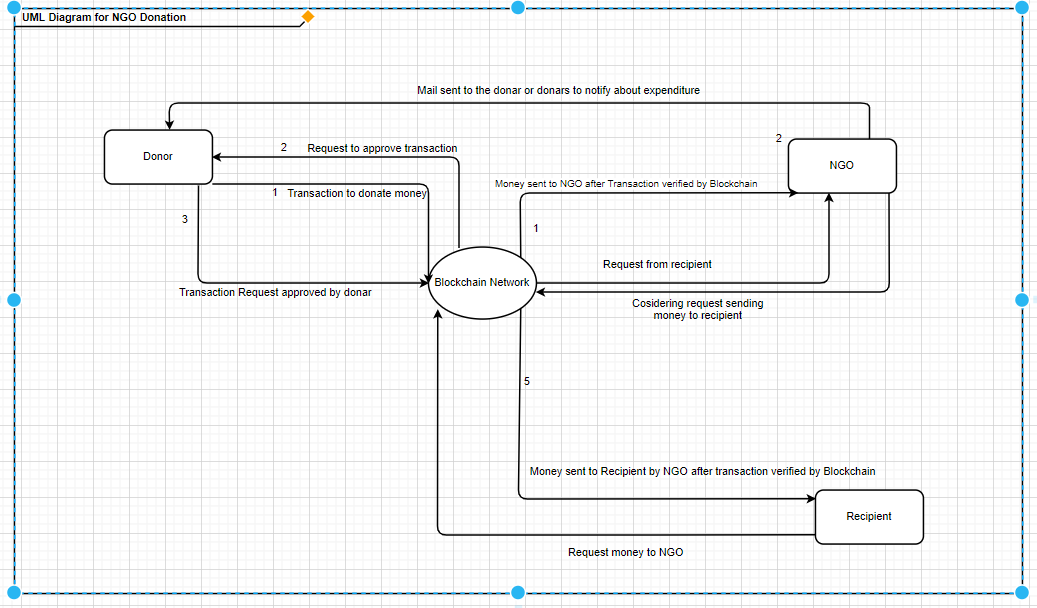 UML Diagram for NGO Donation
Mail sent to the donar or donars to notify about expenditure
2
NGO
Donor
2 Request to approve transaction
Money sent to NGO after Transaction verified by Blockchain
1 Transaction to donate money
3
1
Request from recipient
Blockchain Network
Transaction Request approved by donar
Cosidering request sending
money to recipient
5
Money sent to Recipient by NGO after transaction verified by Blockchain
Recipient
Request money to NGO